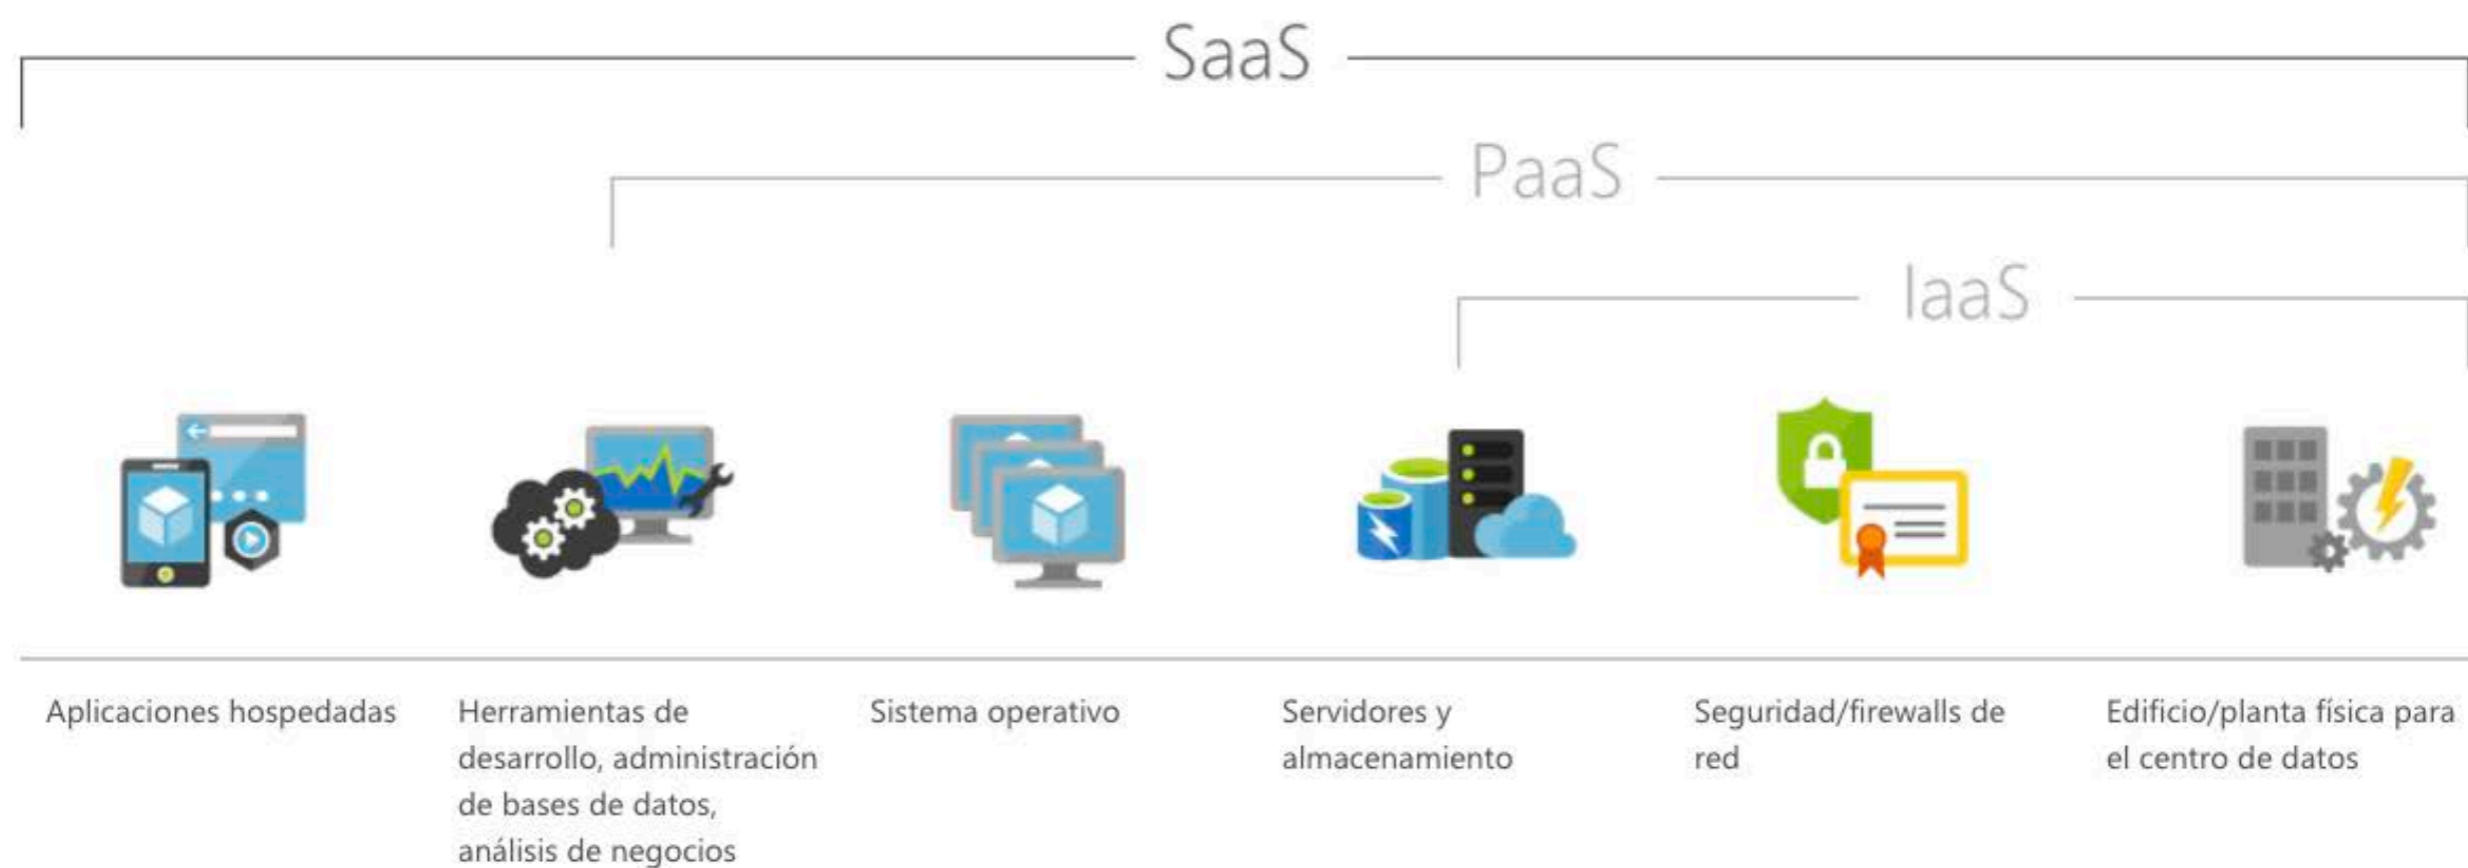 SaaS
PaaS
IaaS
Aplicaciones hospedadas
Herramientas de
desarrollo, administración
de bases de datos,
análisis de negocios
Sistema operativo
Servidores y
almacenamiento
Seguridad/firewalls de
red
Edificio/planta física para
el centro de datos